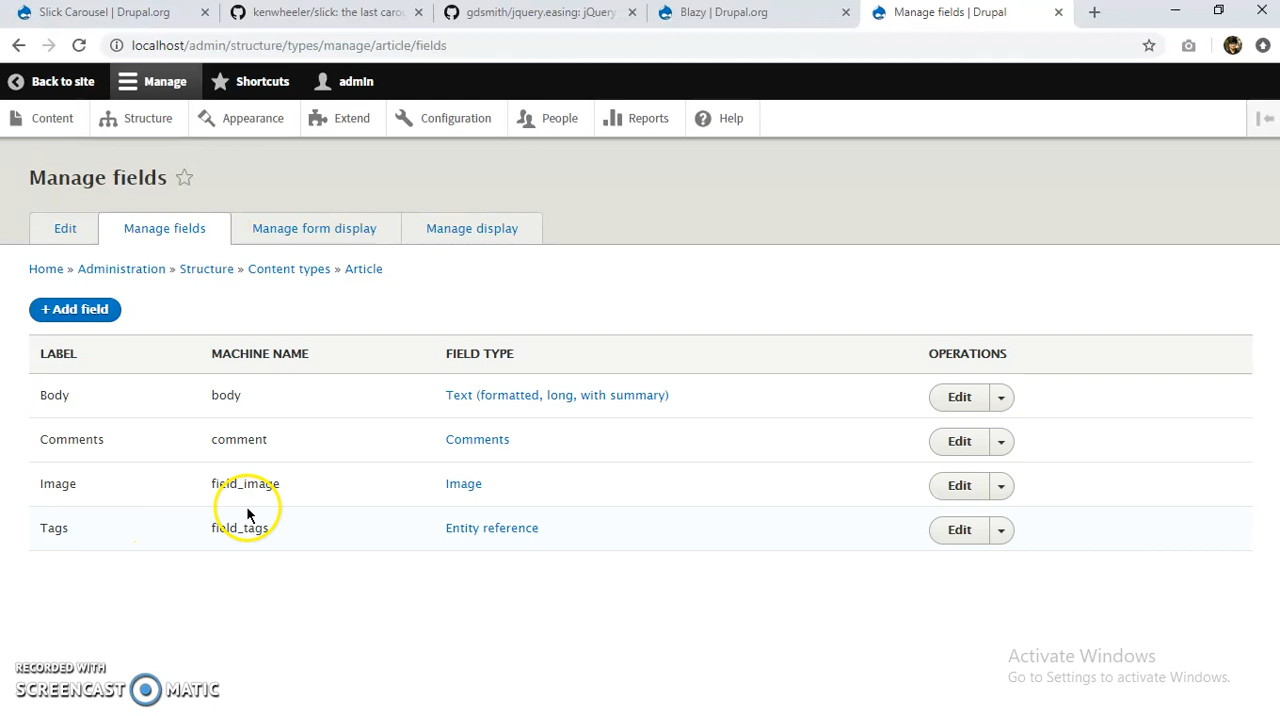 Slick Carousel | Drupal.org
kenwheeler/slick: the last carou
gdsmith/jquery.easing: jQuery
Blazy | Drupal.org
Manage fields | Drupal
localhost/admin/structure/types/manage/article/fields
Back to site
Manage
Shortcuts
admin
Content
Structure
Appearance
Extend
Configuration
People
Reports
Help
Manage fields
Edit
Manage fields
Manage form display
Manage display
Home » Administration » Structure » Content types » Article
+ Add field
LABEL MACHINE NAME FIELD TYPE OPERATIONS
Body body Text (formatted, long, with summary) Edit
Comments comment Comments Edit
Image field_image Image Edit
Tags field_tags Entity reference Edit
Activate Windows
Go to Settings to activate Windows.
RECORDED WITH
SCREENCAST MATIC